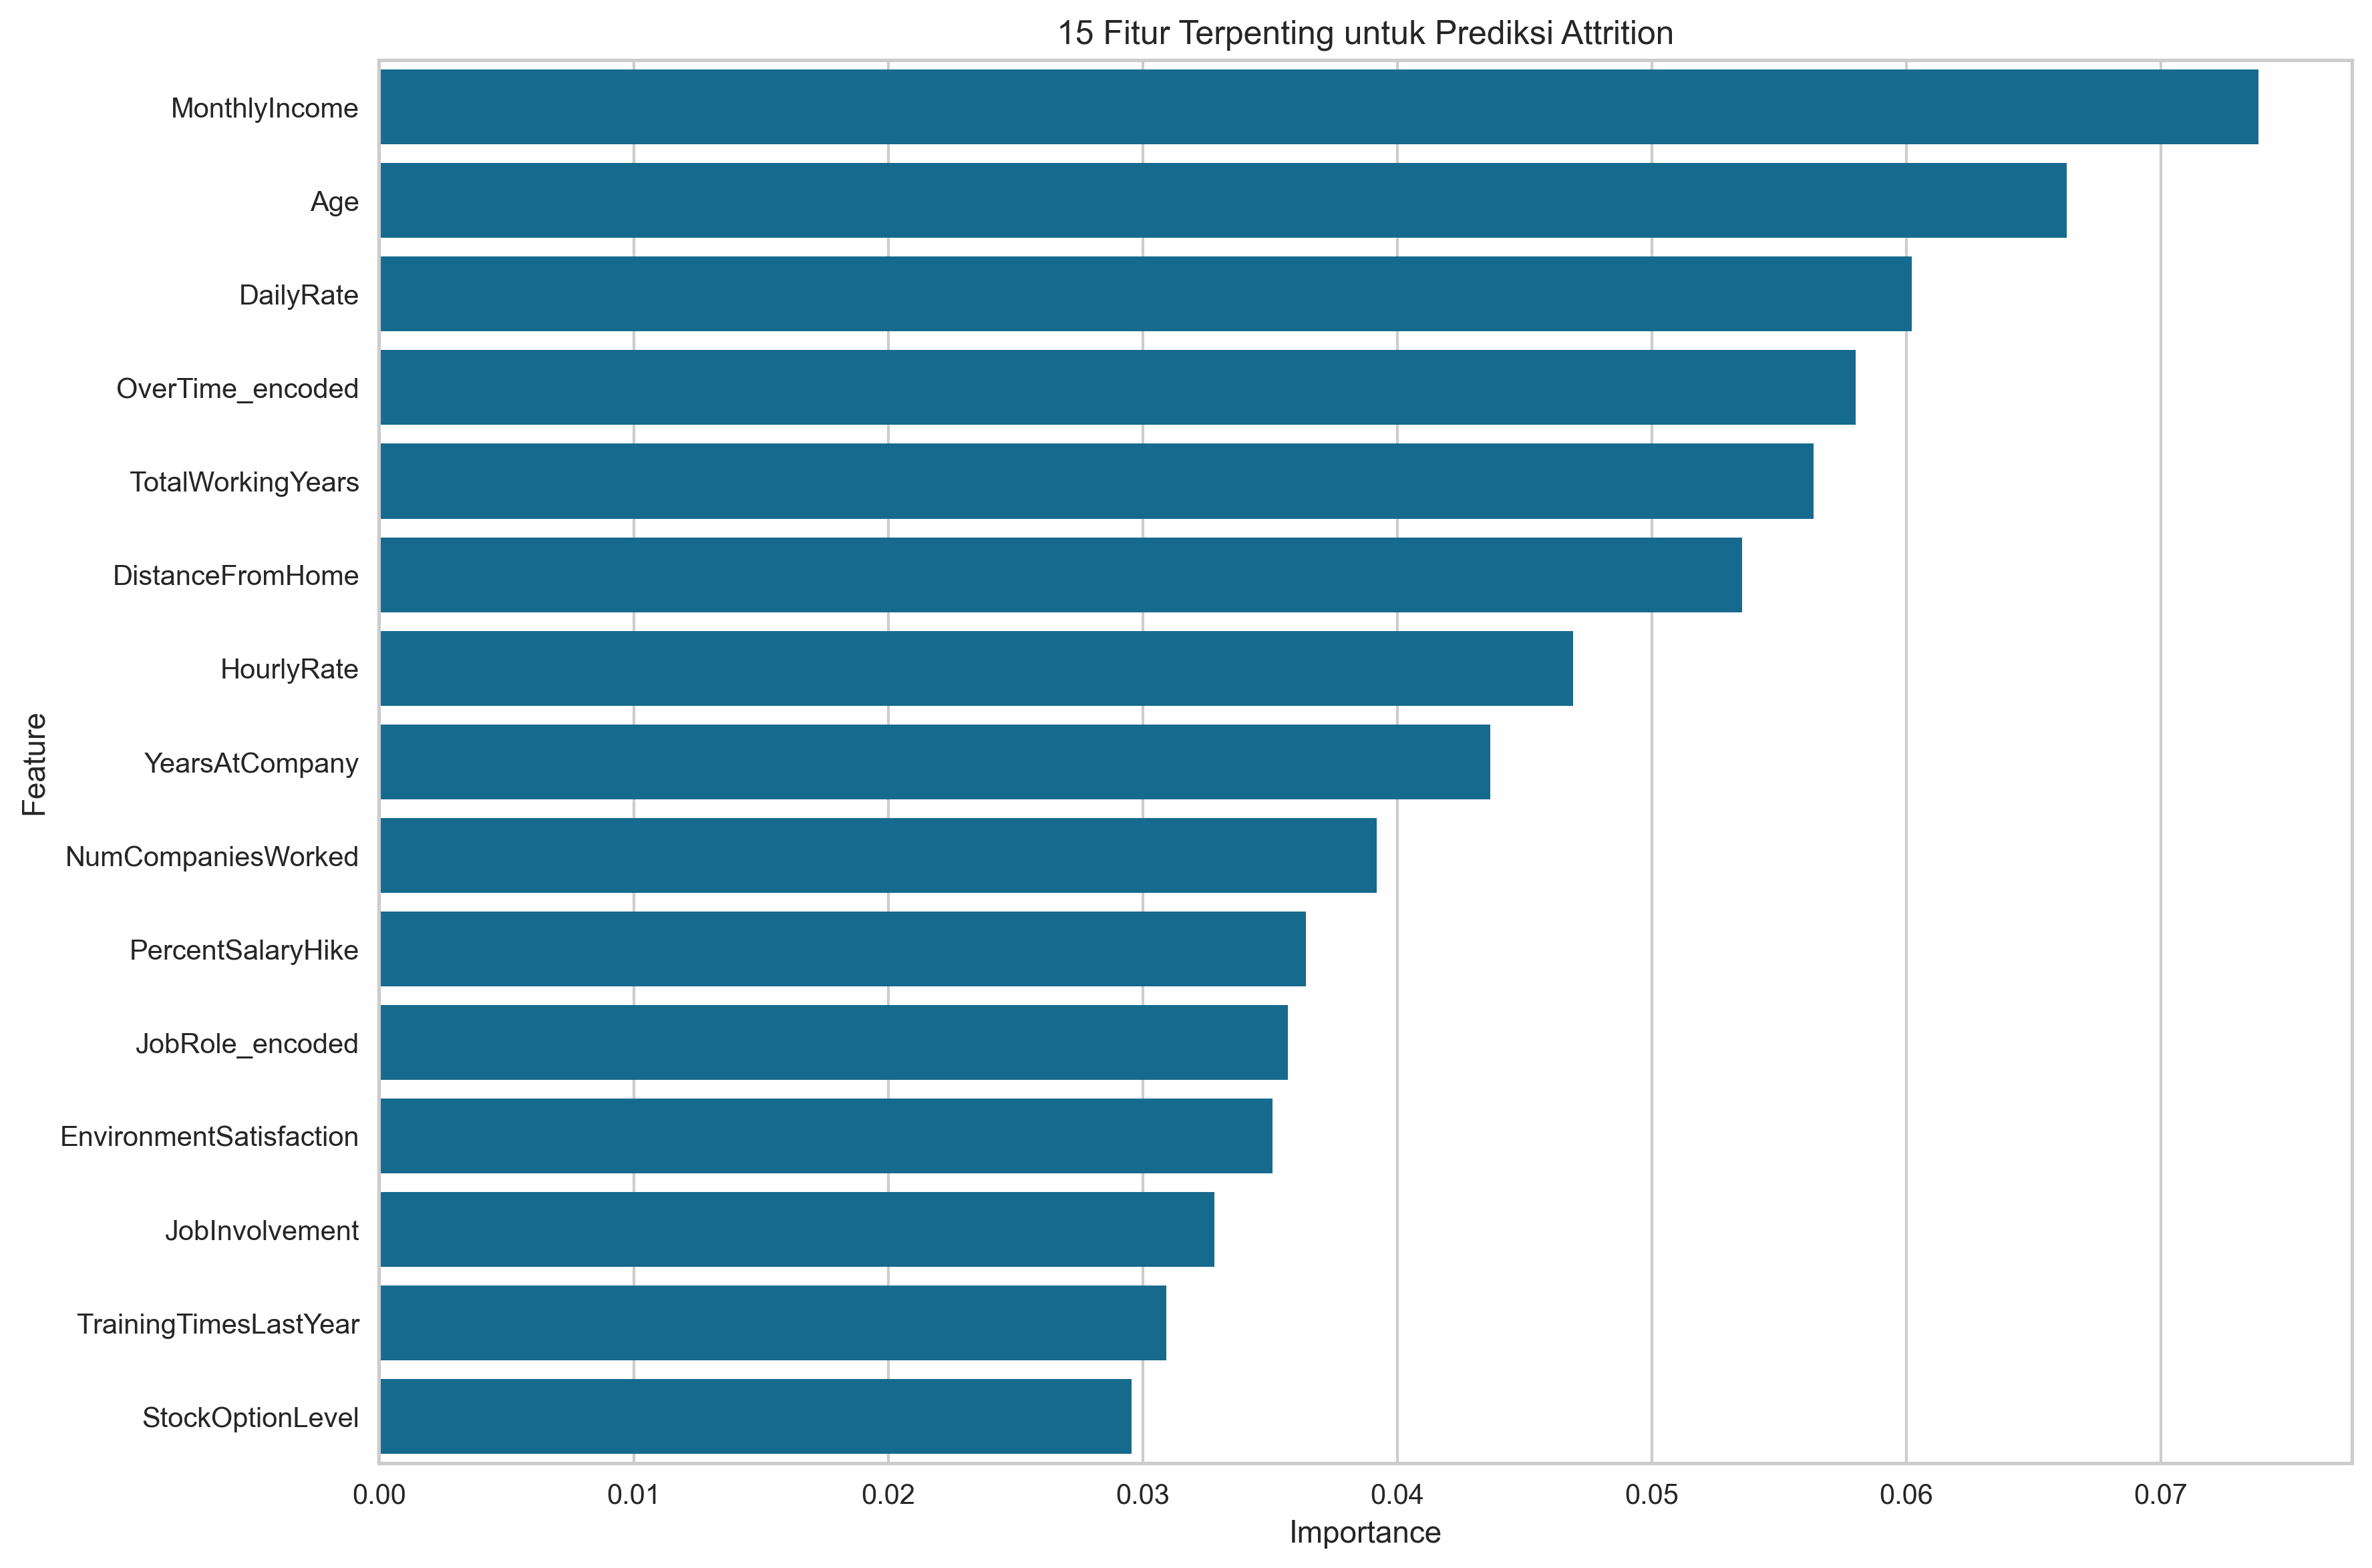 15 Fitur Terpenting untuk Prediksi Attrition
Feature
MonthlyIncome
Age
DailyRate
OverTime_encoded
TotalWorkingYears
DistanceFromHome
HourlyRate
YearsAtCompany
NumCompaniesWorked
PercentSalaryHike
JobRole_encoded
EnvironmentSatisfaction
JobInvolvement
TrainingTimesLastYear
StockOptionLevel
0.00 0.01 0.02 0.03 0.04 0.05 0.06 0.07
Importance